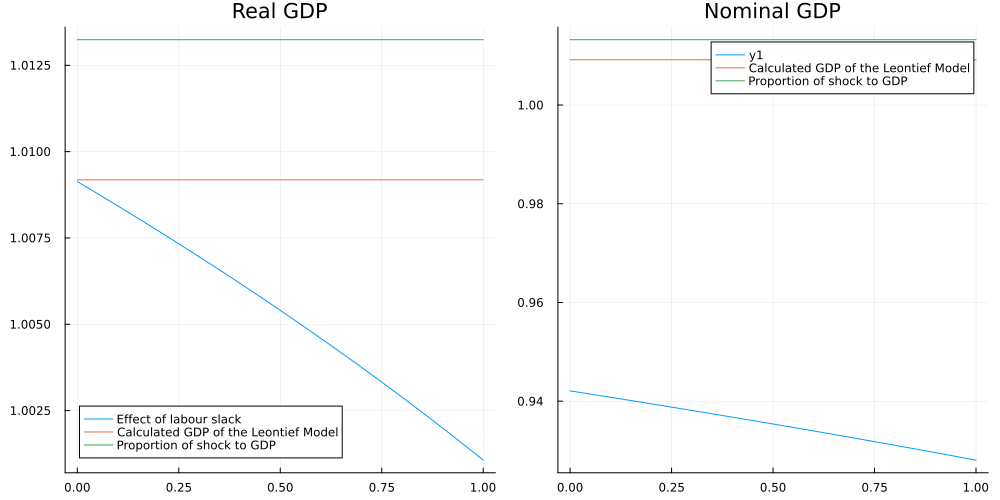 Real GDP
1.0125
1.0100
1.0075
1.0050
1.0025
Effect of labour slack
Calculated GDP of the Leontief Model
Proportion of shock to GDP
0.00 0.25 0.50 0.75 1.00
Nominal GDP
y1
Calculated GDP of the Leontief Model
Proportion of shock to GDP
1.00
0.98
0.96
0.94
0.00 0.25 0.50 0.75 1.00